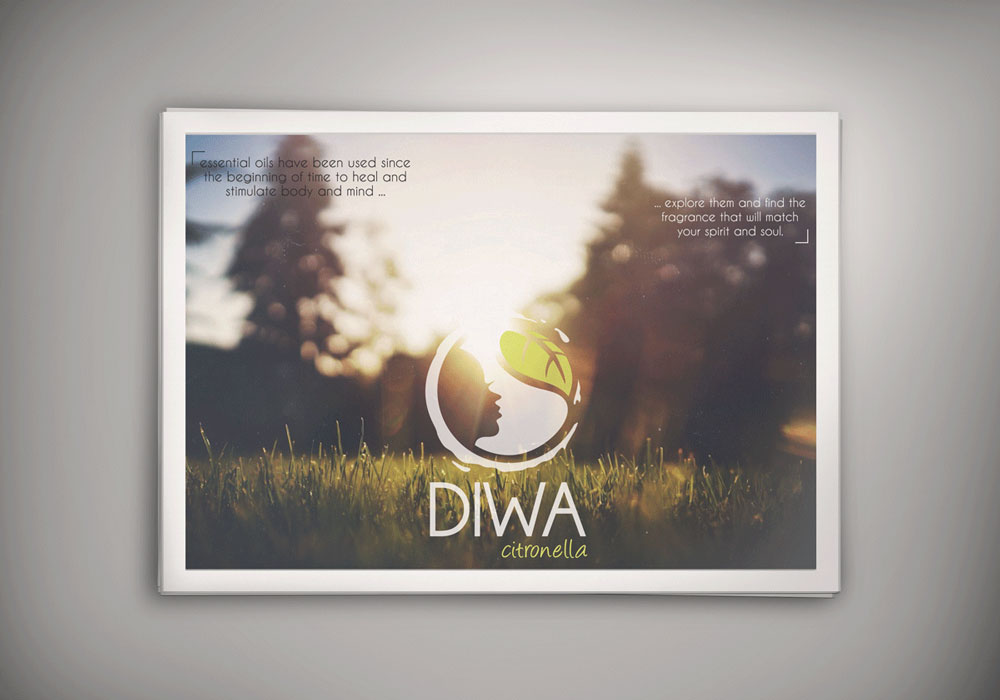 essential oils have been used since
the beginning of time to heal and
stimulate body and mind ...
... explore them and find the
fragrance that will match
your spirit and soul.
DIWA
citronella